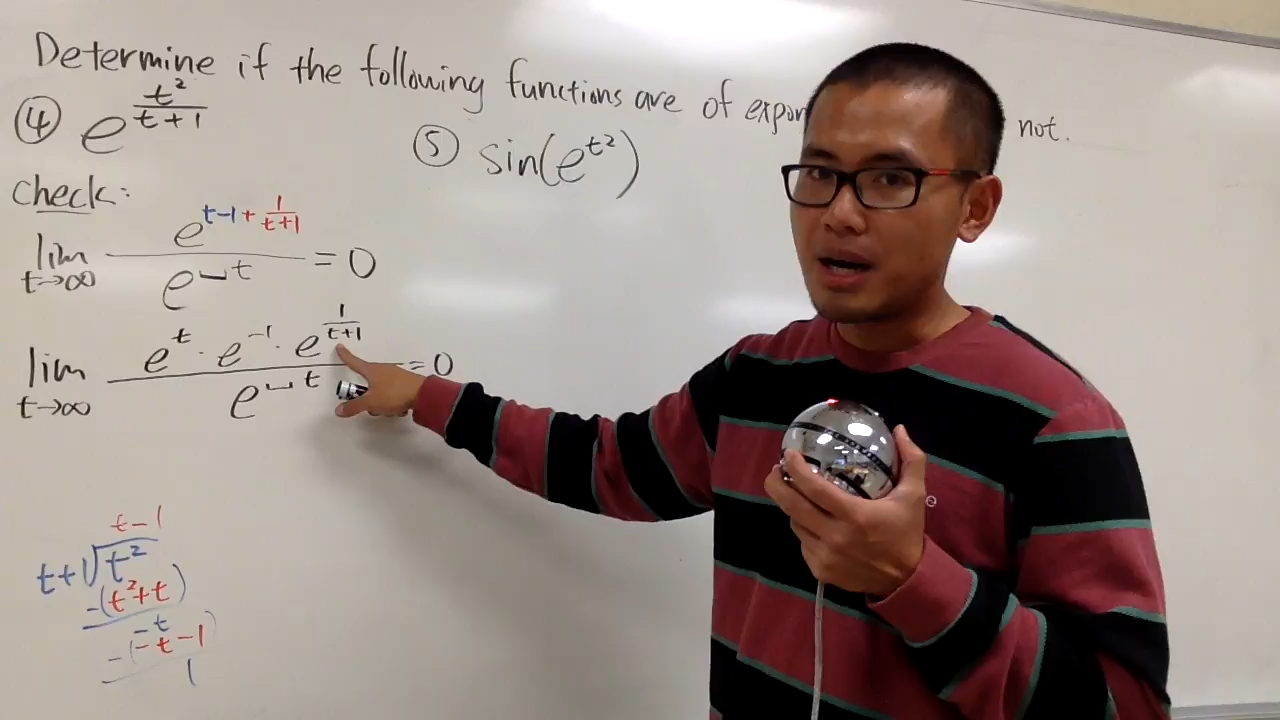 Determine if the following functions are of expon not.
④ e^(t²/(t+1))
⑤ sin(e^(t²))
check:
lim t→∞ e^(t-1+1/(t+1)) / e^(␣t) = 0
lim t→∞ e^t · e^-1 · e^(1/(t+1)) / e^(␣t) = 0
t-1
t+1√t²
-(t²+t)
-t
-(-t-1)
1